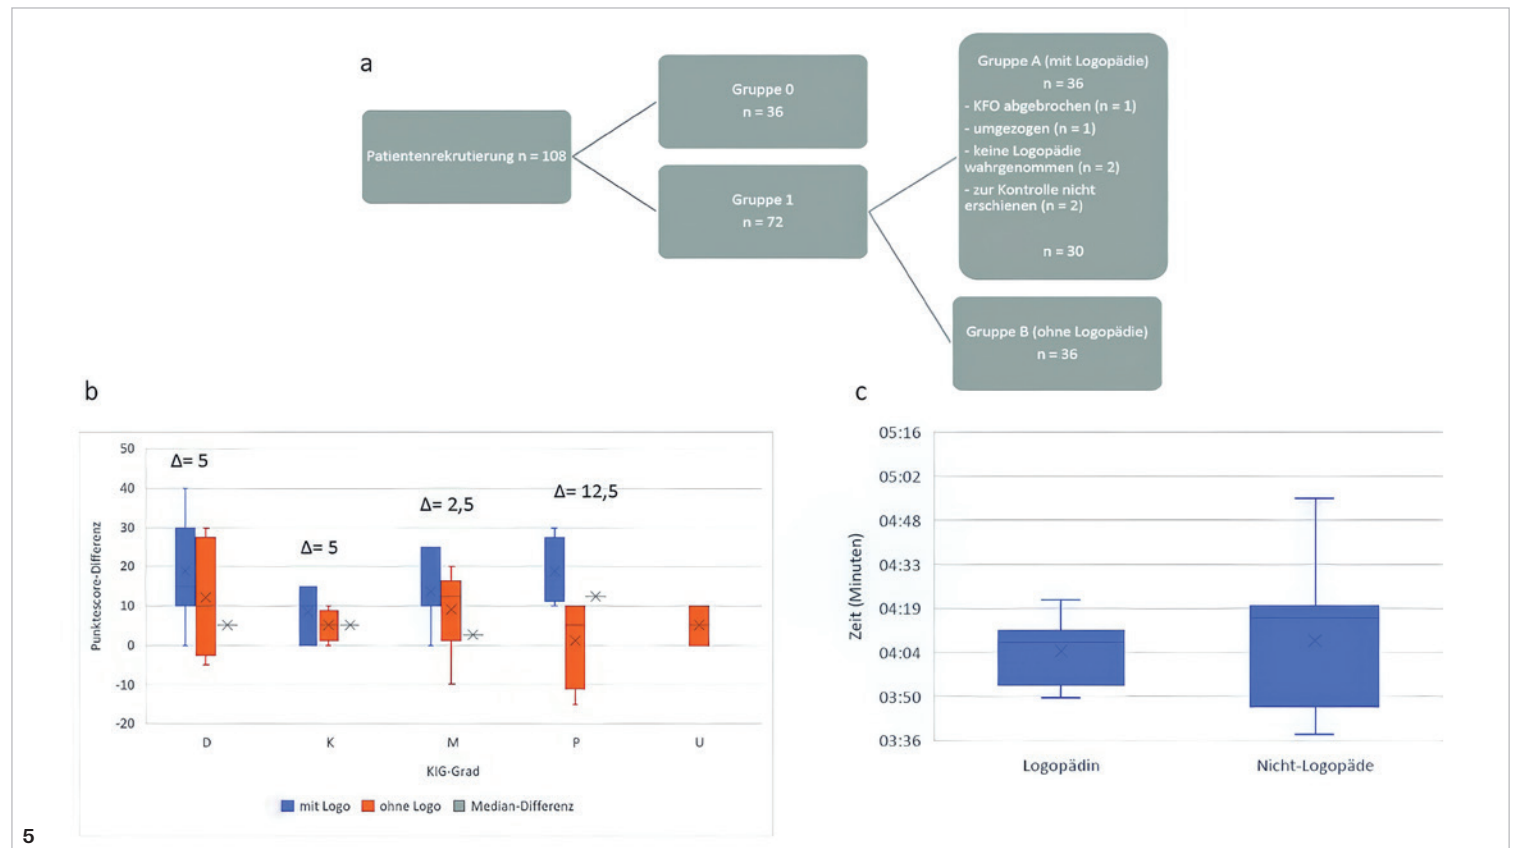 a
Patientenrekrutierung n = 108
Gruppe 0
n = 36
Gruppe 1
n = 72
Gruppe A (mit Logopädie)
n = 36
- KFO abgebrochen (n = 1)
- umgezogen (n = 1)
- keine Logopädie
wahrgenommen (n = 2)
- zur Kontrolle nicht
erschienen (n = 2)
n = 30
Gruppe B (ohne Logopädie)
n = 36
b
Punktescore-Differenz
50
40
30
20
10
0
-10
-20
Δ= 5
Δ= 5
Δ= 2,5
Δ= 12,5
D K M P U
KIG-Grad
mit Logo ohne Logo Median-Differenz
c
Zeit (Minuten)
05:16
05:02
04:48
04:33
04:19
04:04
03:50
03:36
Logopädin Nicht-Logopäde
5